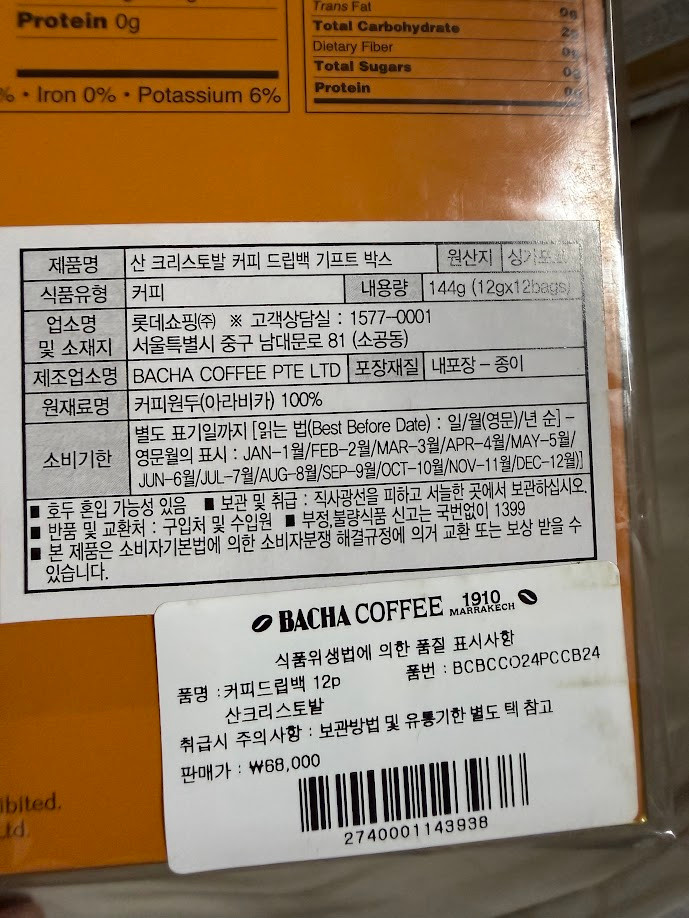 Protein 0g
% • Iron 0% • Potassium 6%
Trans Fat 0g
Total Carbohydrate 2g
Dietary Fiber 0g
Total Sugars 0g
Protein 0g
제품명 산 크리스토발 커피 드립백 기프트 박스 원산지 싱가포르
식품유형 커피 내용량 144g (12gx12bags)
업소명 롯데쇼핑㈜ ※ 고객상담실 : 1577-0001
및 소재지 서울특별시 중구 남대문로 81 (소공동)
제조업소명 BACHA COFFEE PTE LTD 포장재질 내포장 – 종이
원재료명 커피원두(아라비카) 100%
소비기한 별도 표기일까지 [읽는 법(Best Before Date) : 일/월(영문)/년 순] –
영문월의 표시 : JAN-1월/FEB-2월/MAR-3월/APR-4월/MAY-5월/
JUN-6월/JUL-7월/AUG-8월/SEP-9월/OCT-10월/NOV-11월/DEC-12월)]
■ 호두 혼입 가능성 있음 ■ 보관 및 취급 : 직사광선을 피하고 서늘한 곳에서 보관하십시오.
■ 반품 및 교환처 : 구입처 및 수입원 ■ 부정,불량식품 신고는 국번없이 1399
■ 본 제품은 소비자기본법에 의한 소비자분쟁 해결규정에 의거 교환 또는 보상 받을 수
있습니다.
BACHA COFFEE 1910 MARRAKECH
식품위생법에 의한 품질 표시사항
품명 : 커피드립백 12p 품번 : BCBCCO24PCCB24
산크리스토발
취급시 주의사항 : 보관방법 및 유통기한 별도 택 참고
판매가 : ₩68,000
2740001143938
ibited.
Ltd.